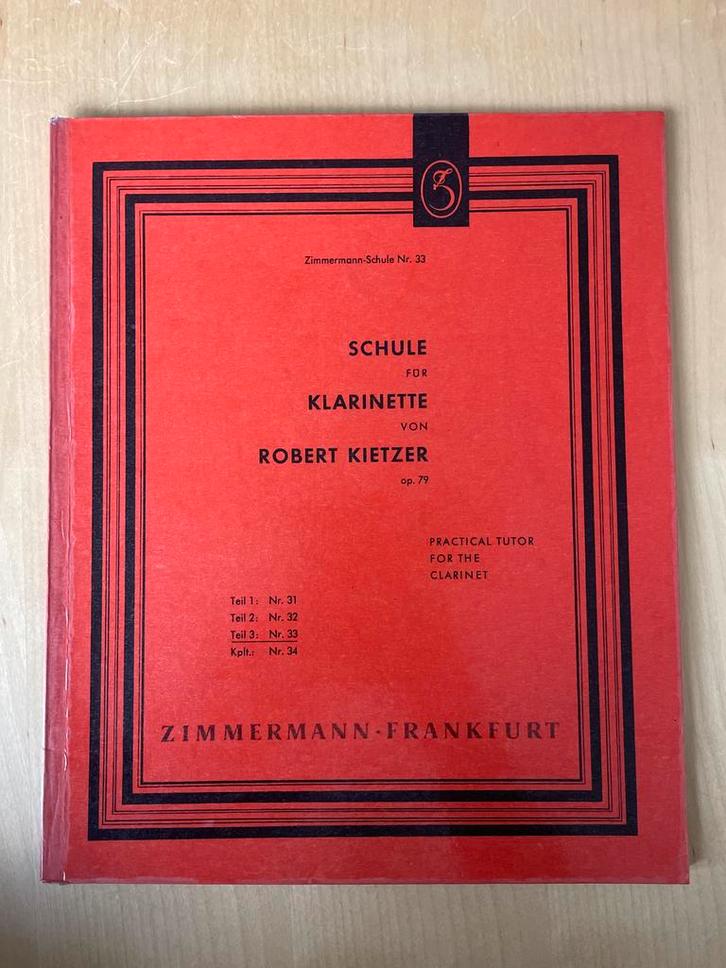 Zimmermann-Schule Nr. 33
SCHULE
FÜR
KLARINETTE
VON
ROBERT KIETZER
op. 79
PRACTICAL TUTOR
FOR THE
CLARINET
Teil 1: Nr. 31
Teil 2: Nr. 32
Teil 3: Nr. 33
Kplt.: Nr. 34
ZIMMERMANN·FRANKFURT